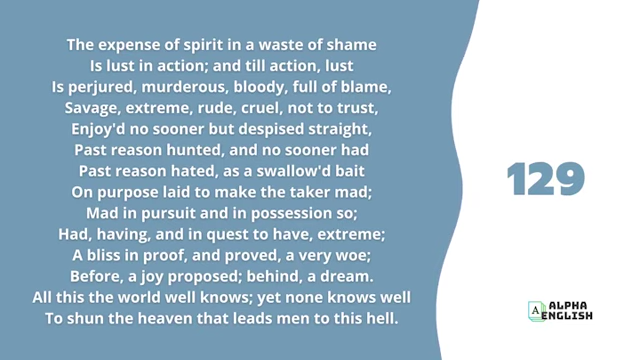 The expense of spirit in a waste of shame
Is lust in action; and till action, lust
Is perjured, murderous, bloody, full of blame,
Savage, extreme, rude, cruel, not to trust,
Enjoy'd no sooner but despised straight,
Past reason hunted, and no sooner had
Past reason hated, as a swallow'd bait
On purpose laid to make the taker mad;
Mad in pursuit and in possession so;
Had, having, and in quest to have, extreme;
A bliss in proof, and proved, a very woe;
Before, a joy proposed; behind, a dream.
All this the world well knows; yet none knows well
To shun the heaven that leads men to this hell.
129
A
ALPHA
ENGLISH